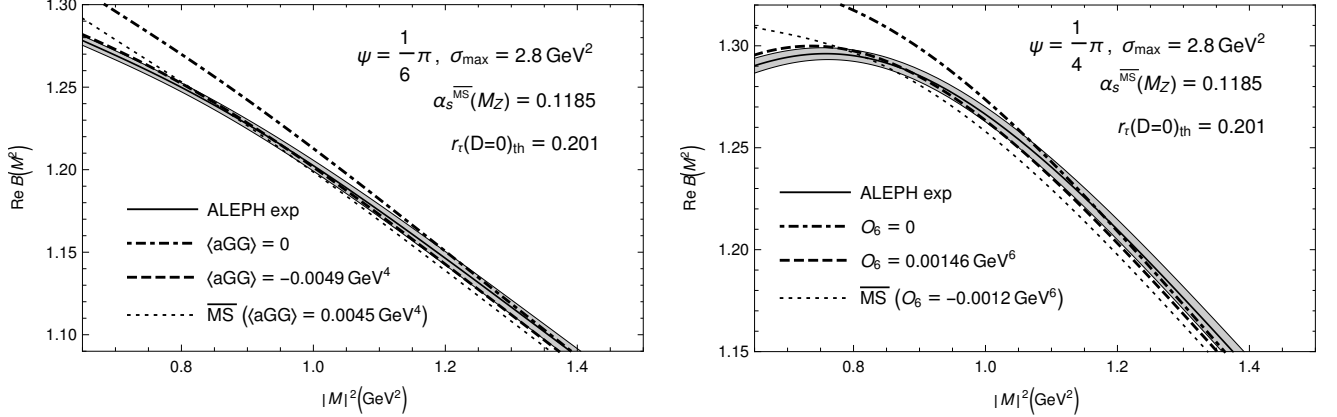 ψ = 1/6 π , σmax = 2.8 GeV²
αs^MS̅(MZ) = 0.1185
rτ(D=0)th = 0.201
ALEPH exp
⟨aGG⟩ = 0
⟨aGG⟩ = −0.0049 GeV⁴
M̅S̅ (⟨aGG⟩ = 0.0045 GeV⁴)
Re B(M²)
1.30
1.25
1.20
1.15
1.10
0.8 1.0 1.2 1.4
|M|² (GeV²)
ψ = 1/4 π , σmax = 2.8 GeV²
αs^M̅S̅(MZ) = 0.1185
rτ(D=0)th = 0.201
ALEPH exp
O₆ = 0
O₆ = 0.00146 GeV⁶
M̅S̅ (O₆ = −0.0012 GeV⁶)
Re B(M²)
1.30
1.25
1.20
1.15
0.8 1.0 1.2 1.4
|M|² (GeV²)